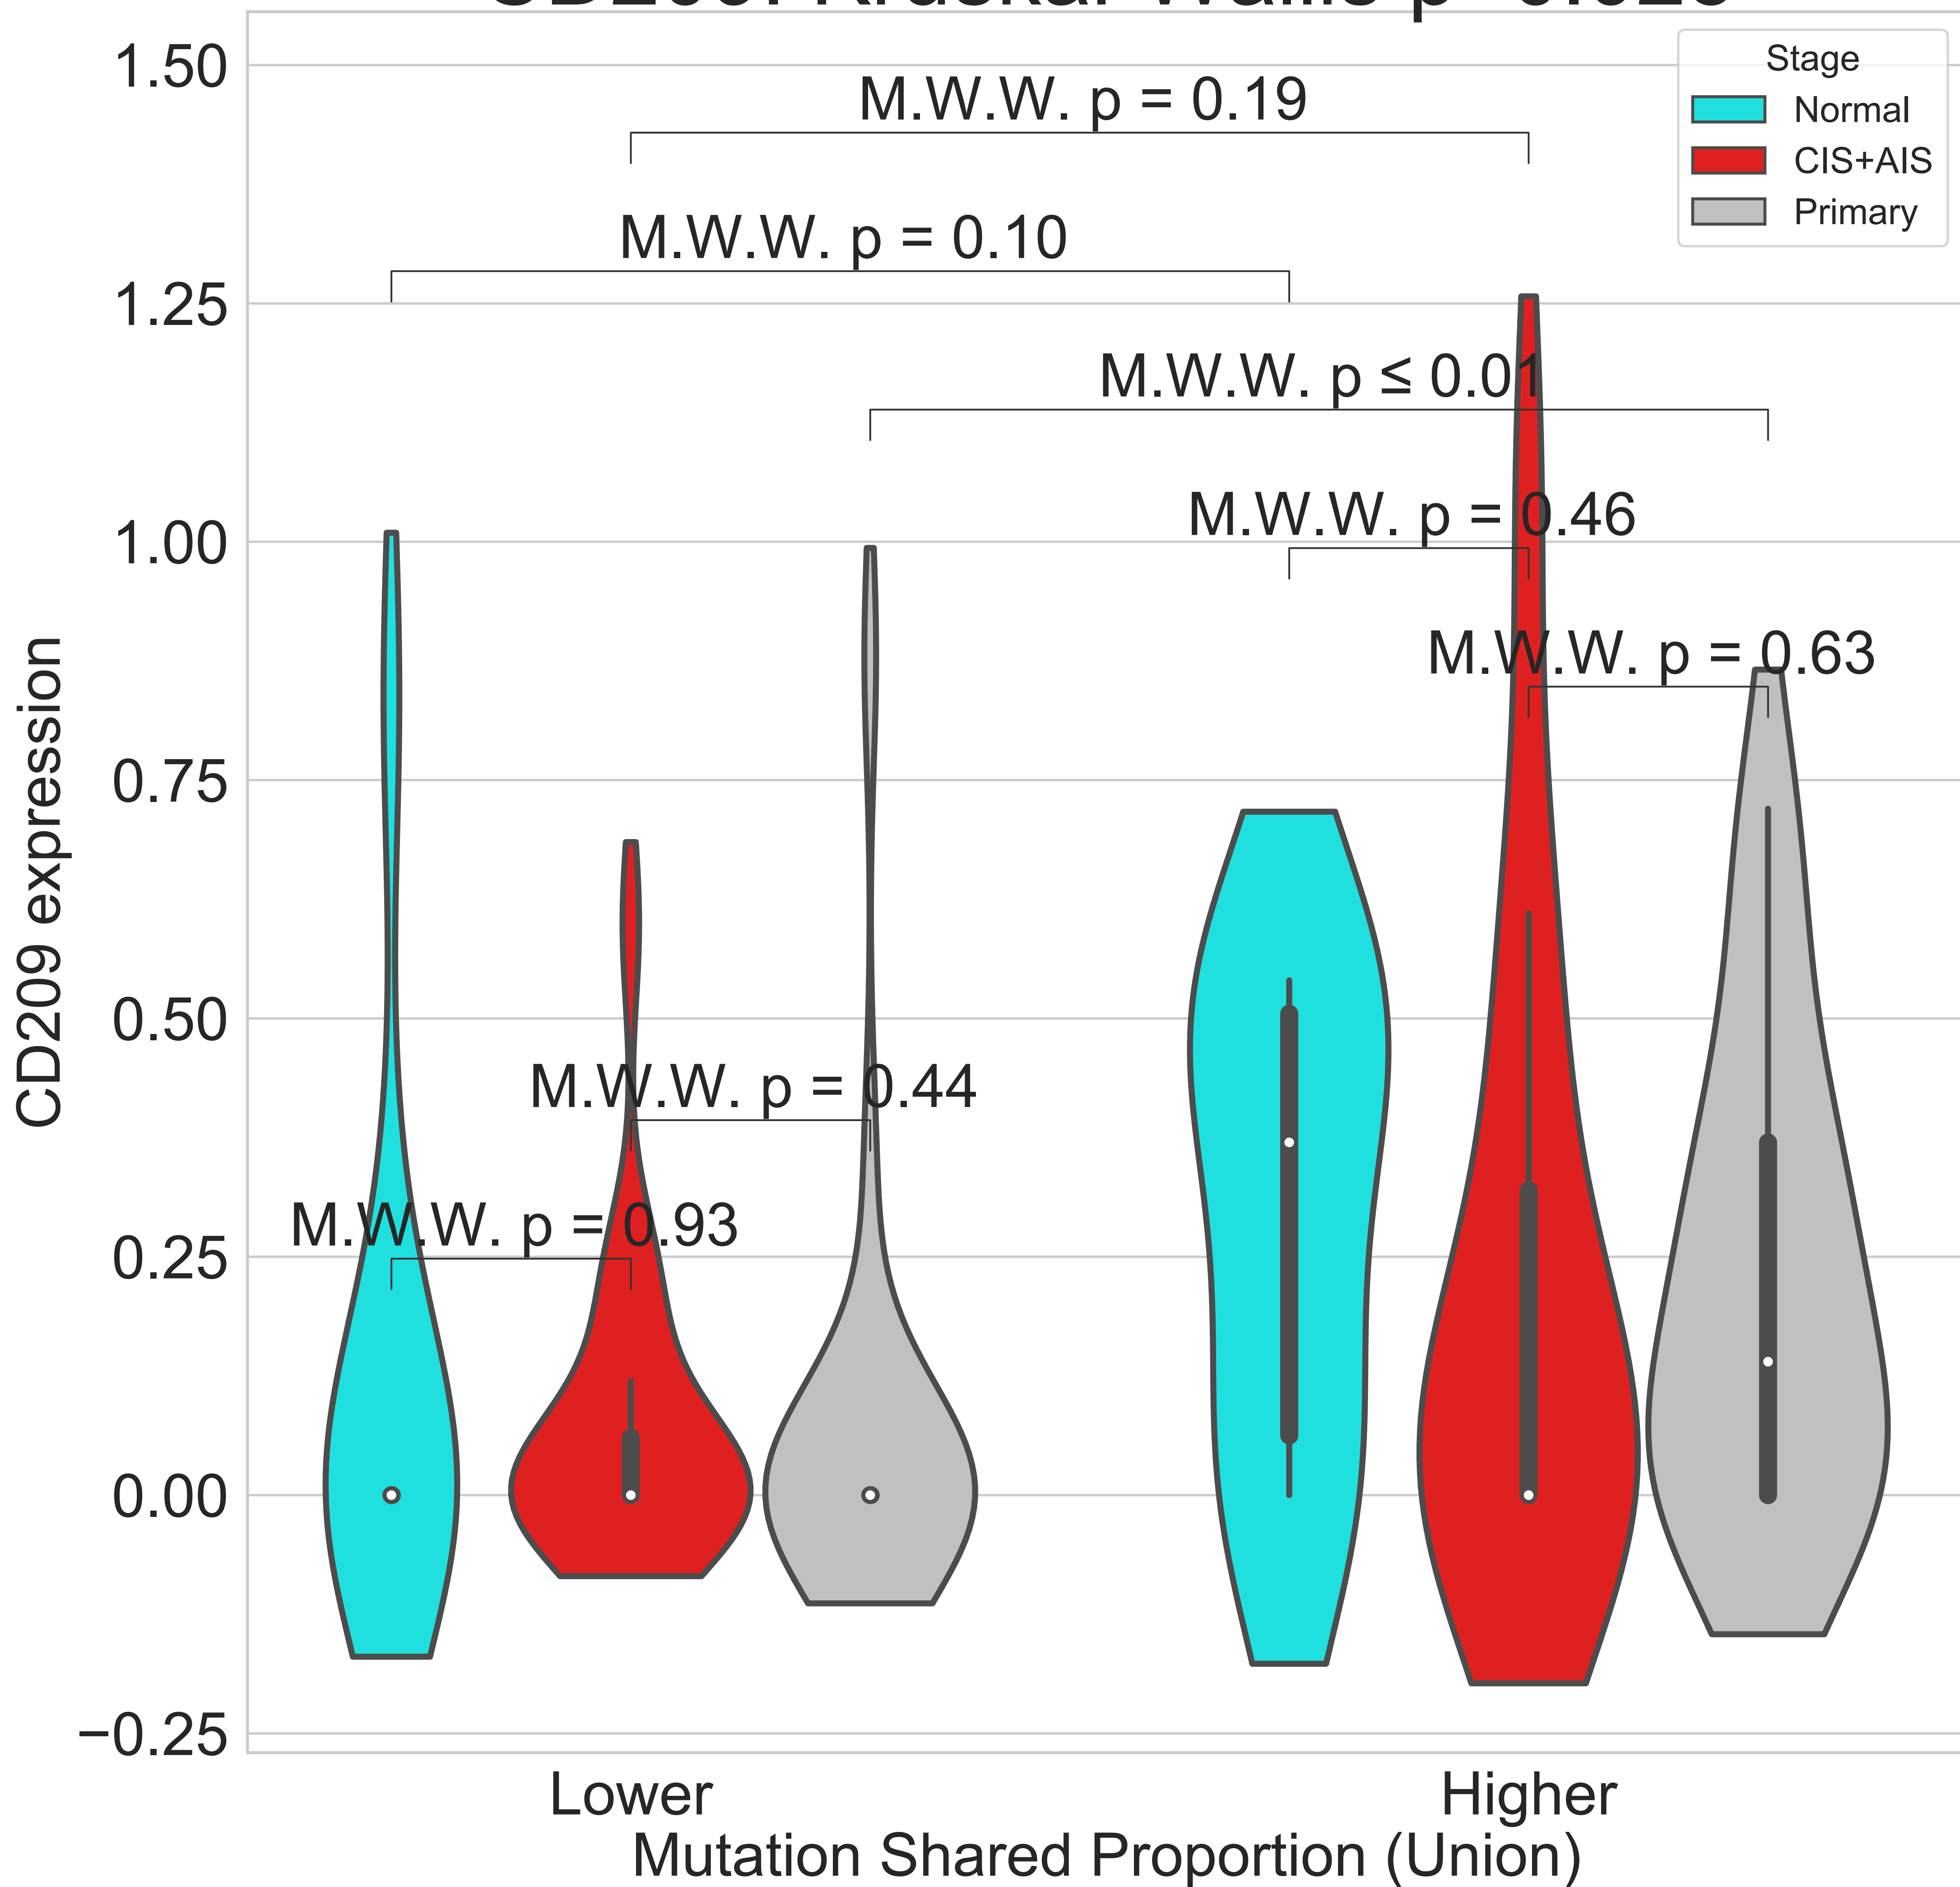 1.50
1.25
1.00
0.75
0.50
0.25
0.00
−0.25
CD209 expression
M.W.W. p = 0.19
M.W.W. p = 0.10
M.W.W. p ≤ 0.01
M.W.W. p = 0.46
M.W.W. p = 0.63
M.W.W. p = 0.44
M.W.W. p = 0.93
Stage
Normal
CIS+AIS
Primary
Lower
Higher
Mutation Shared Proportion (Union)